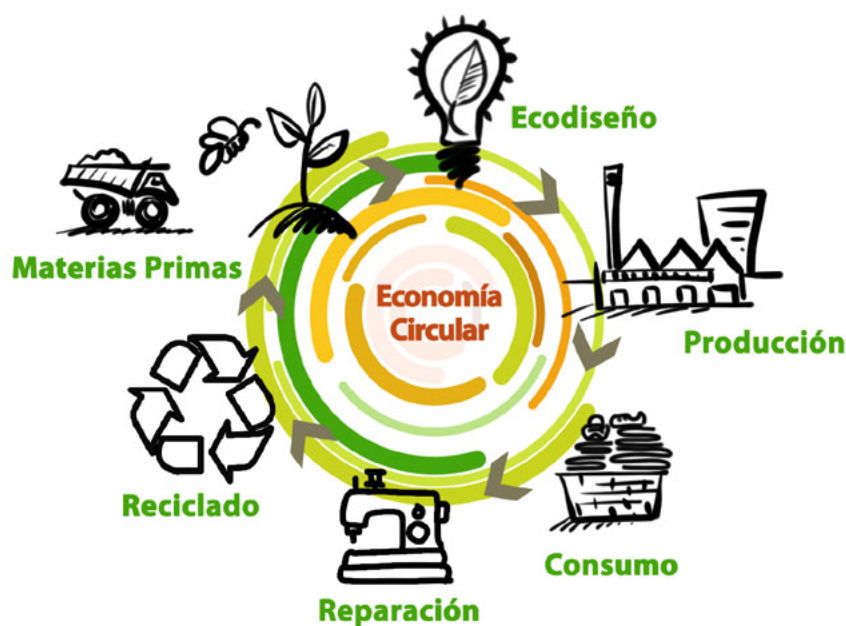 Ecodiseño
Materias Primas
Economía
Circular
Producción
Reciclado
Consumo
Reparación